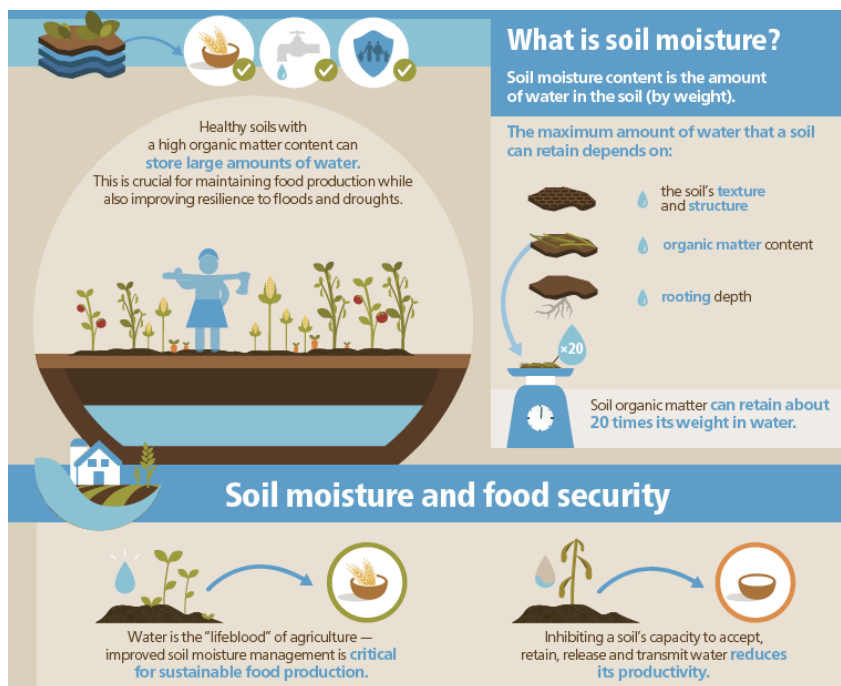 Healthy soils with
a high organic matter content can
store large amounts of water.
This is crucial for maintaining food production while
also improving resilience to floods and droughts.
What is soil moisture?
Soil moisture content is the amount
of water in the soil (by weight).
The maximum amount of water that a soil
can retain depends on:
the soil's texture
and structure
organic matter content
rooting depth
×20
Soil organic matter can retain about
20 times its weight in water.
Soil moisture and food security
Water is the “lifeblood” of agriculture —
improved soil moisture management is critical
for sustainable food production.
Inhibiting a soil's capacity to accept,
retain, release and transmit water reduces
its productivity.